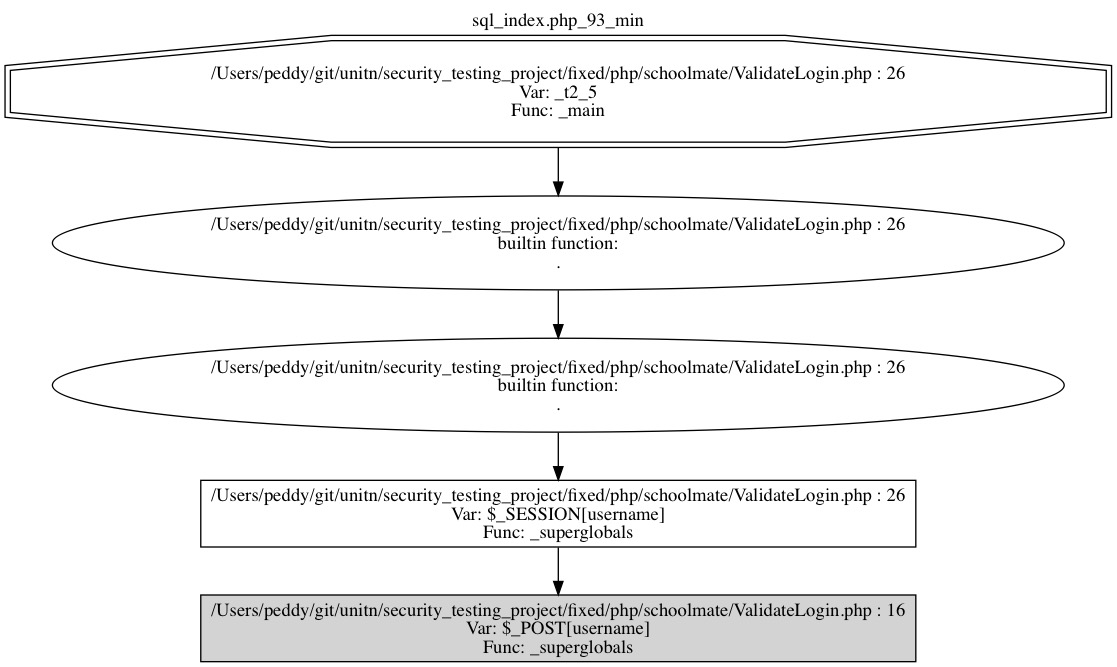 sql_index.php_93_min
/Users/peddy/git/unitn/security_testing_project/fixed/php/schoolmate/ValidateLogin.php : 26
Var: _t2_5
Func: _main
/Users/peddy/git/unitn/security_testing_project/fixed/php/schoolmate/ValidateLogin.php : 26
builtin function:
.
/Users/peddy/git/unitn/security_testing_project/fixed/php/schoolmate/ValidateLogin.php : 26
builtin function:
.
/Users/peddy/git/unitn/security_testing_project/fixed/php/schoolmate/ValidateLogin.php : 26
Var: $_SESSION[username]
Func: _superglobals
/Users/peddy/git/unitn/security_testing_project/fixed/php/schoolmate/ValidateLogin.php : 16
Var: $_POST[username]
Func: _superglobals